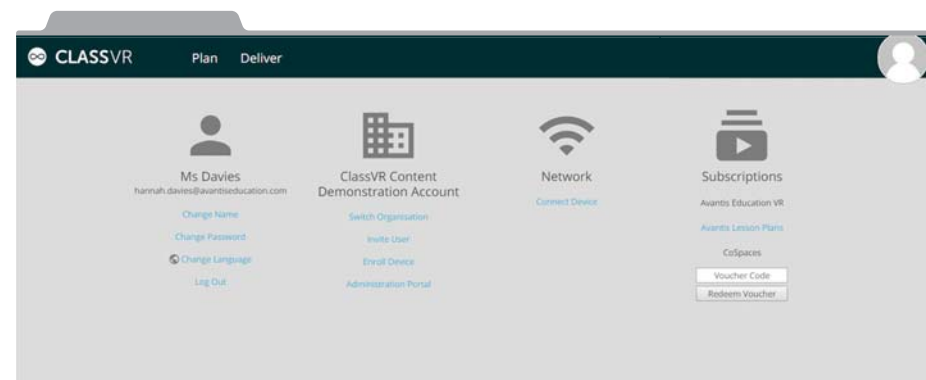 CLASSVR Plan Deliver
Ms Davies
hannah.davies@avantiseducation.com
Change Name
Change Password
Change Language
Log Out
ClassVR Content
Demonstration Account
Switch Organisation
Invite User
Enroll Device
Administration Portal
Network
Connect Device
Subscriptions
Avantis Education VR
Avantis Lesson Plans
CoSpaces
Voucher Code
Redeem Voucher